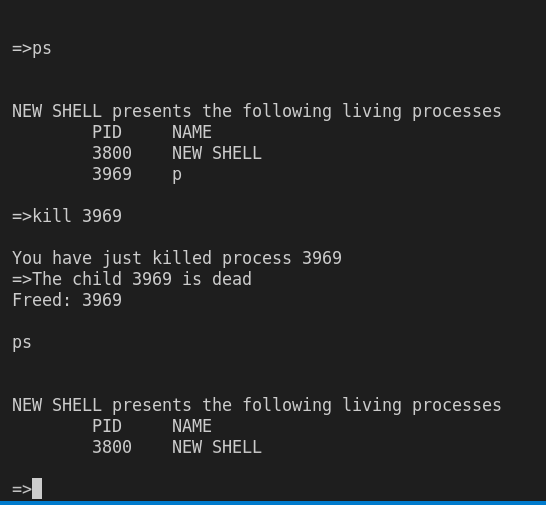 =>ps
NEW SHELL presents the following living processes
PID NAME
3800 NEW SHELL
3969 p
=>kill 3969
You have just killed process 3969
=>The child 3969 is dead
Freed: 3969
ps
NEW SHELL presents the following living processes
PID NAME
3800 NEW SHELL
=>